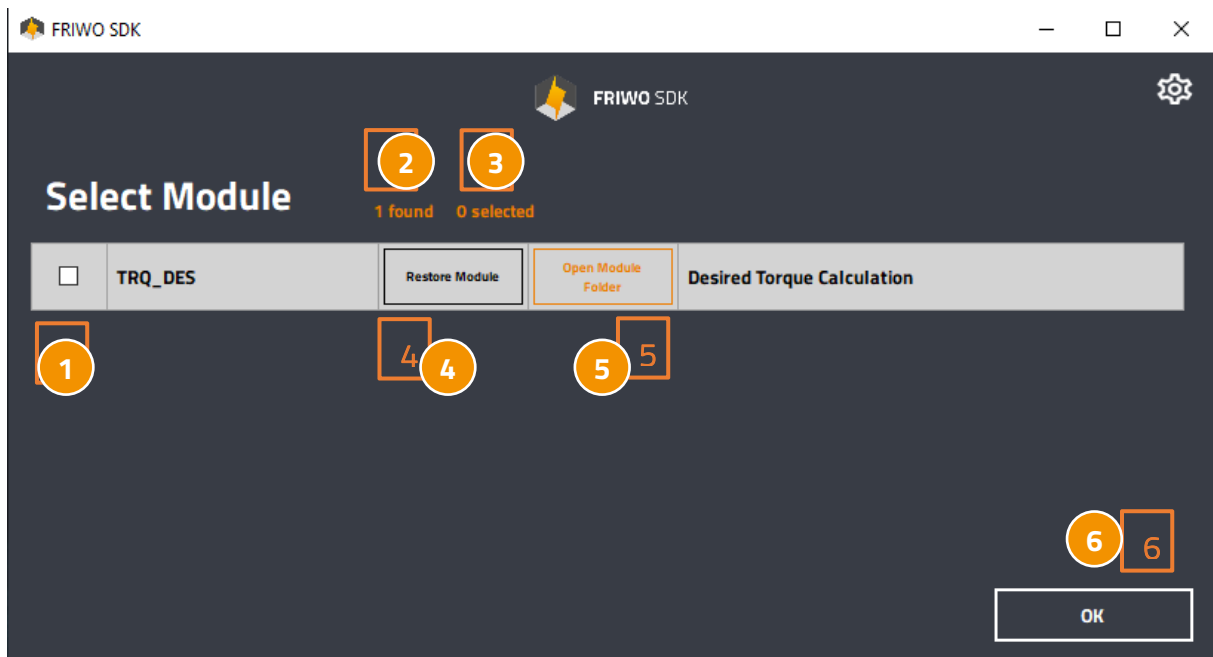 FRIWO SDK
FRIWO SDK
2 3
Select Module
1 found 0 selected
TRQ_DES Restore Module Open Module
Folder Desired Torque Calculation
1 4 4 5 5
6 6
OK